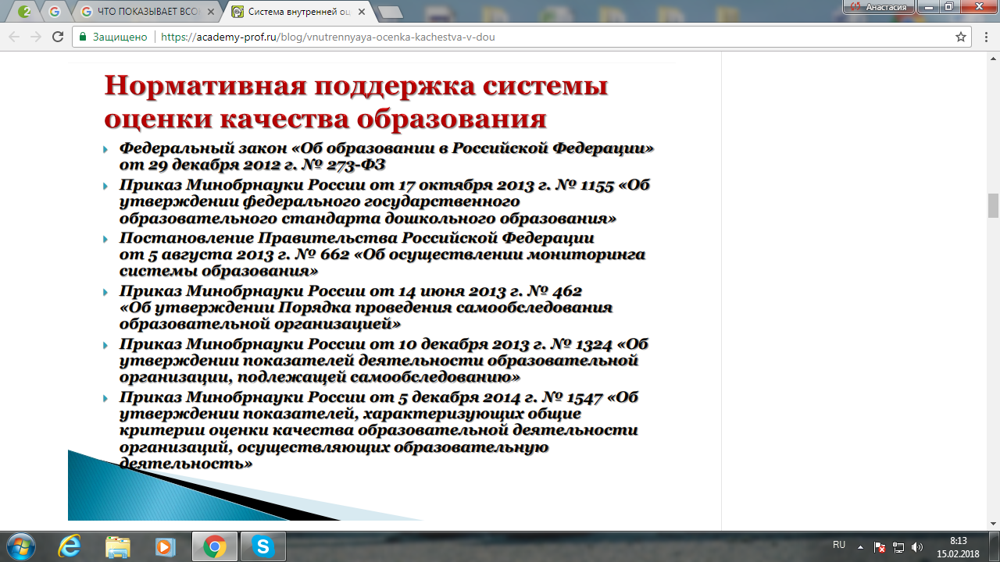 2
ЧТО ПОКАЗЫВАЕТ ВСО
Система внутренней оц
Анастасия
Защищено
https://academy-prof.ru/blog/vnutrennyaya-ocenka-kachestva-v-dou
Нормативная поддержка системы
оценки качества образования
Федеральный закон «Об образовании в Российской Федерации»
от 29 декабря 2012 г. № 273-ФЗ
Приказ Минобрнауки России от 17 октября 2013 г. № 1155 «Об
утверждении федерального государственного
образовательного стандарта дошкольного образования»
Постановление Правительства Российской Федерации
от 5 августа 2013 г. № 662 «Об осуществлении мониторинга
системы образования»
Приказ Минобрнауки России от 14 июня 2013 г. № 462
«Об утверждении Порядка проведения самообследования
образовательной организацией»
Приказ Минобрнауки России от 10 декабря 2013 г. № 1324 «Об
утверждении показателей деятельности образовательной
организации, подлежащей самообследованию»
Приказ Минобрнауки России от 5 декабря 2014 г. № 1547 «Об
утверждении показателей, характеризующих общие
критерии оценки качества образовательной деятельности
организаций, осуществляющих образовательную
деятельность»
RU
8:13
15.02.2018